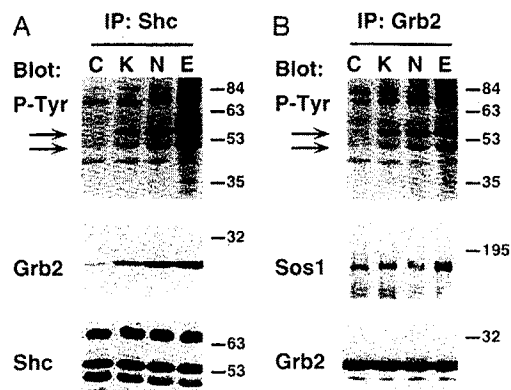 A
IP: Shc
Blot: C K N E
P-Tyr
–84
–63
–53
–35
Grb2
–32
Shc
–63
–53
B
IP: Grb2
Blot: C K N E
P-Tyr
–84
–63
–53
–35
Sos1
–195
Grb2
–32